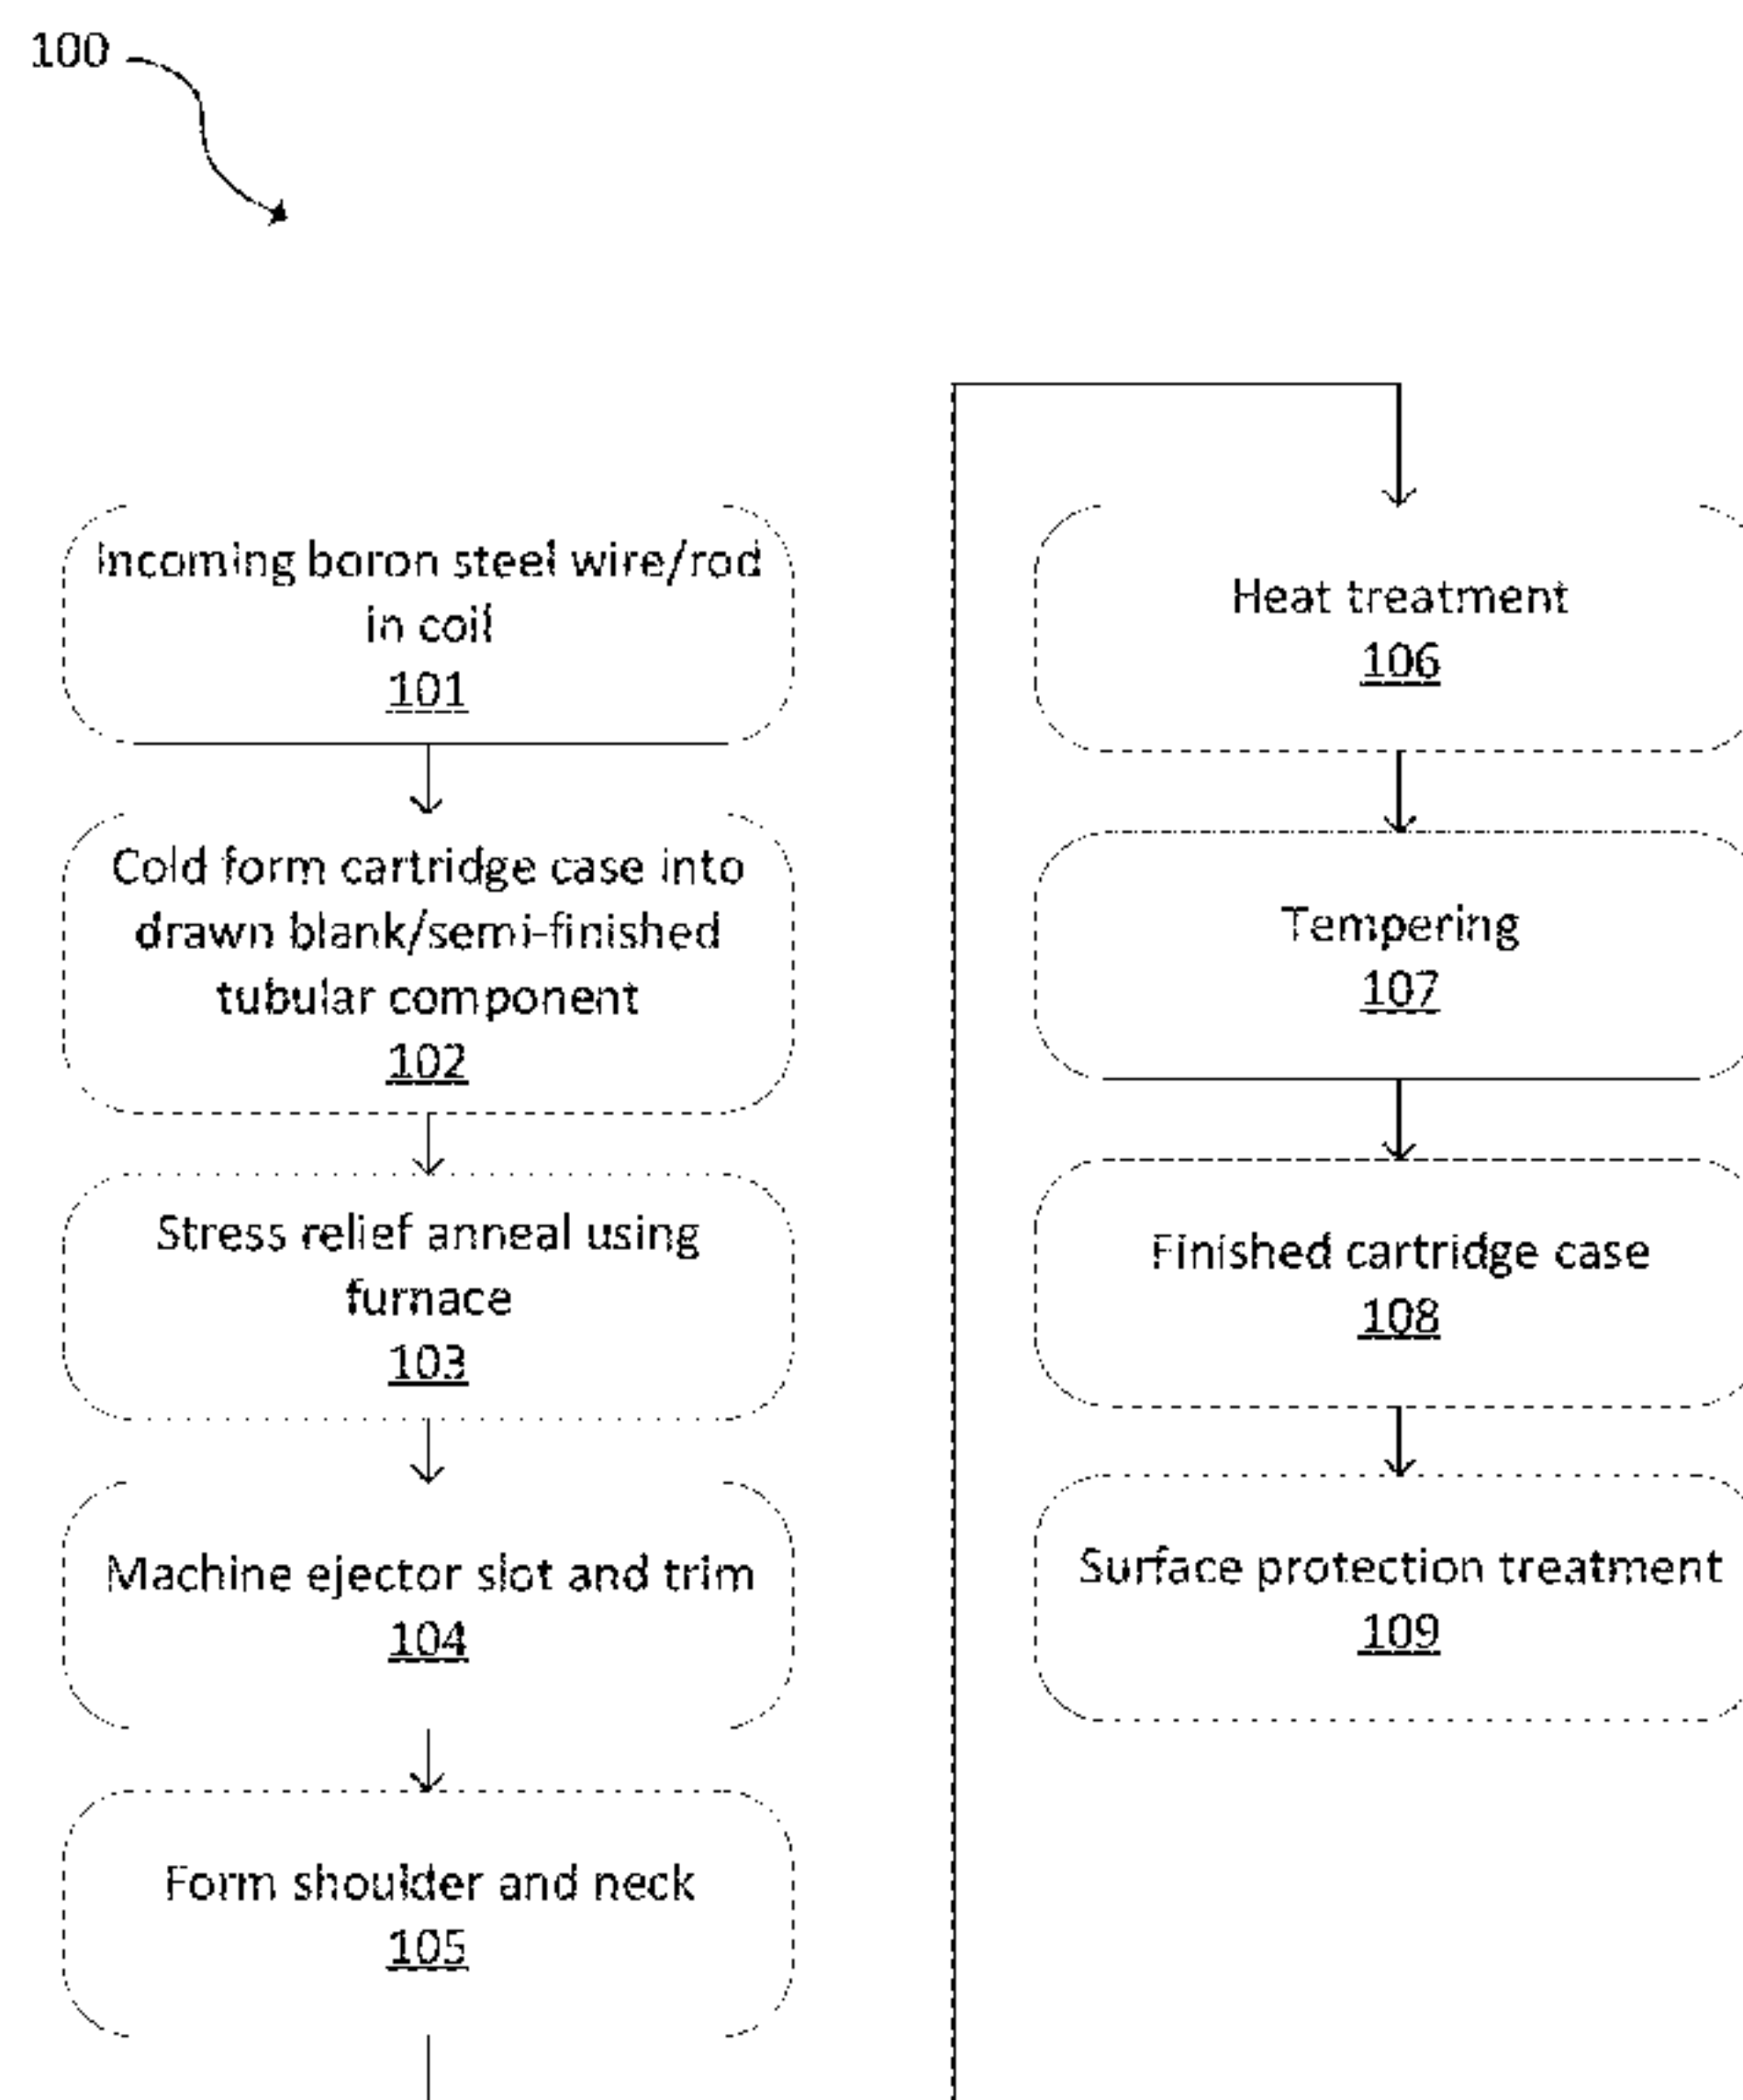 100
Incoming boron steel wire/rod
in coil
101
Cold form cartridge case into
drawn blank/semi-finished
tubular component
102
Stress relief anneal using
furnace
103
Machine ejector slot and trim
104
Form shoulder and neck
105
Heat treatment
106
Tempering
107
Finished cartridge case
108
Surface protection treatment
109